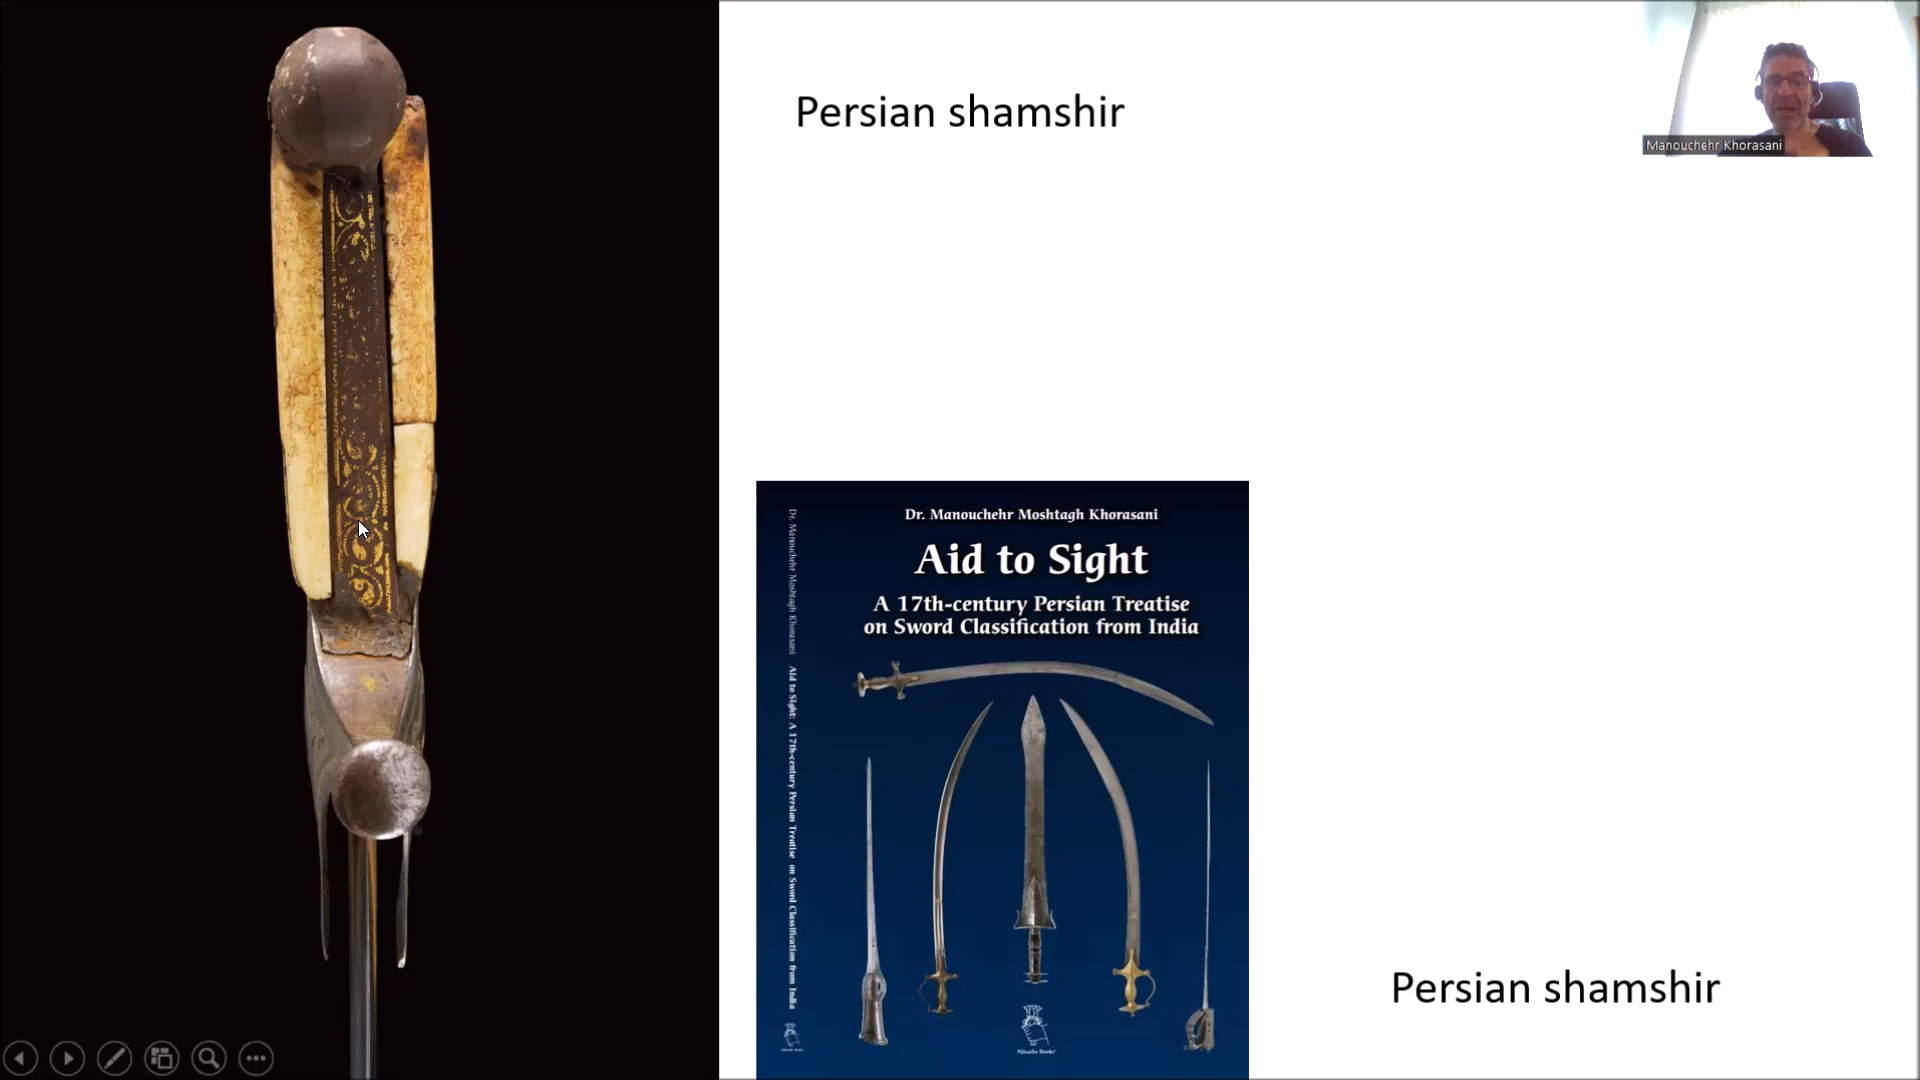 Persian shamshir
Manouchehr Khorasani
Dr. Manouchehr Moshtagh Khorasani
Aid to Sight
A 17th-century Persian Treatise
on Sword Classification from India
Dr. Manouchehr Moshtagh Khorasani Aid to Sight: A 17th-century Persian Treatise on Sword Classification from India
Persian shamshir